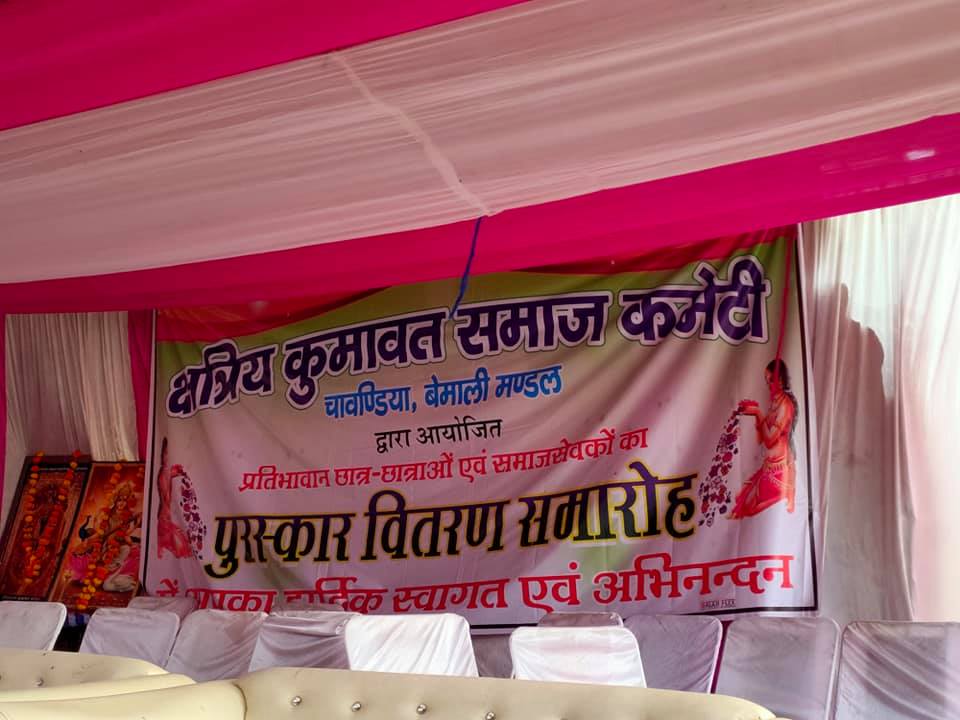 क्षत्रिय कुमावत समाज कमेटी
चावण्डिया, बेमाली मण्डल
द्वारा आयोजित
प्रतिभावान छात्र-छात्राओं एवं समाजसेवकों का
पुरस्कार वितरण समारोह
में आपका हार्दिक स्वागत एवं अभिनन्दन